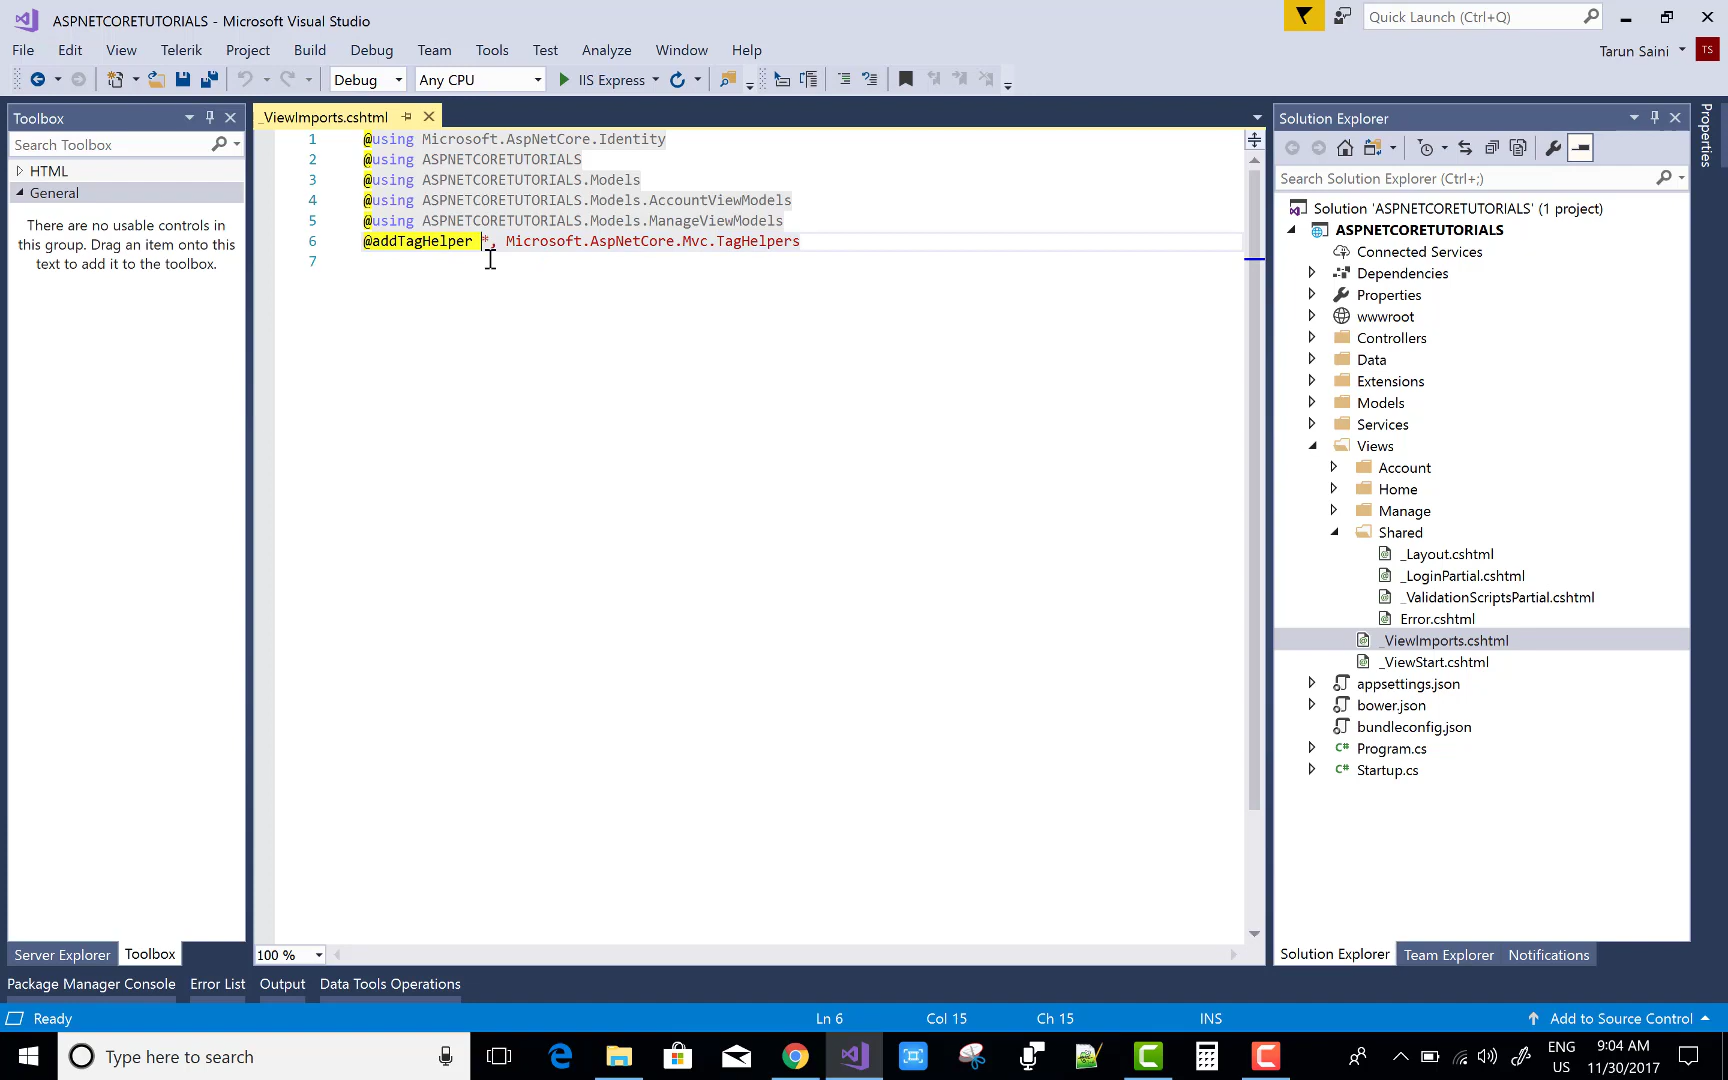 ASPNETCORETUTORIALS - Microsoft Visual Studio
Quick Launch (Ctrl+Q)
File Edit View Telerik Project Build Debug Team Tools Test Analyze Window Help
Tarun Saini
TS
Debug
Any CPU
IIS Express
Toolbox
Search Toolbox
HTML
General
There are no usable controls in
this group. Drag an item onto this
text to add it to the toolbox.
Server Explorer
Toolbox
_ViewImports.cshtml
1 @using Microsoft.AspNetCore.Identity
2 @using ASPNETCORETUTORIALS
3 @using ASPNETCORETUTORIALS.Models
4 @using ASPNETCORETUTORIALS.Models.AccountViewModels
5 @using ASPNETCORETUTORIALS.Models.ManageViewModels
6 @addTagHelper *, Microsoft.AspNetCore.Mvc.TagHelpers
7
100 %
Solution Explorer
Search Solution Explorer (Ctrl+;)
Solution 'ASPNETCORETUTORIALS' (1 project)
ASPNETCORETUTORIALS
Connected Services
Dependencies
Properties
wwwroot
Controllers
Data
Extensions
Models
Services
Views
Account
Home
Manage
Shared
_Layout.cshtml
_LoginPartial.cshtml
_ValidationScriptsPartial.cshtml
Error.cshtml
_ViewImports.cshtml
_ViewStart.cshtml
appsettings.json
bower.json
bundleconfig.json
C# Program.cs
C# Startup.cs
Solution Explorer
Team Explorer
Notifications
Properties
Package Manager Console
Error List
Output
Data Tools Operations
Ready
Ln 6
Col 15
Ch 15
INS
Add to Source Control
Type here to search
ENG
US
9:04 AM
11/30/2017